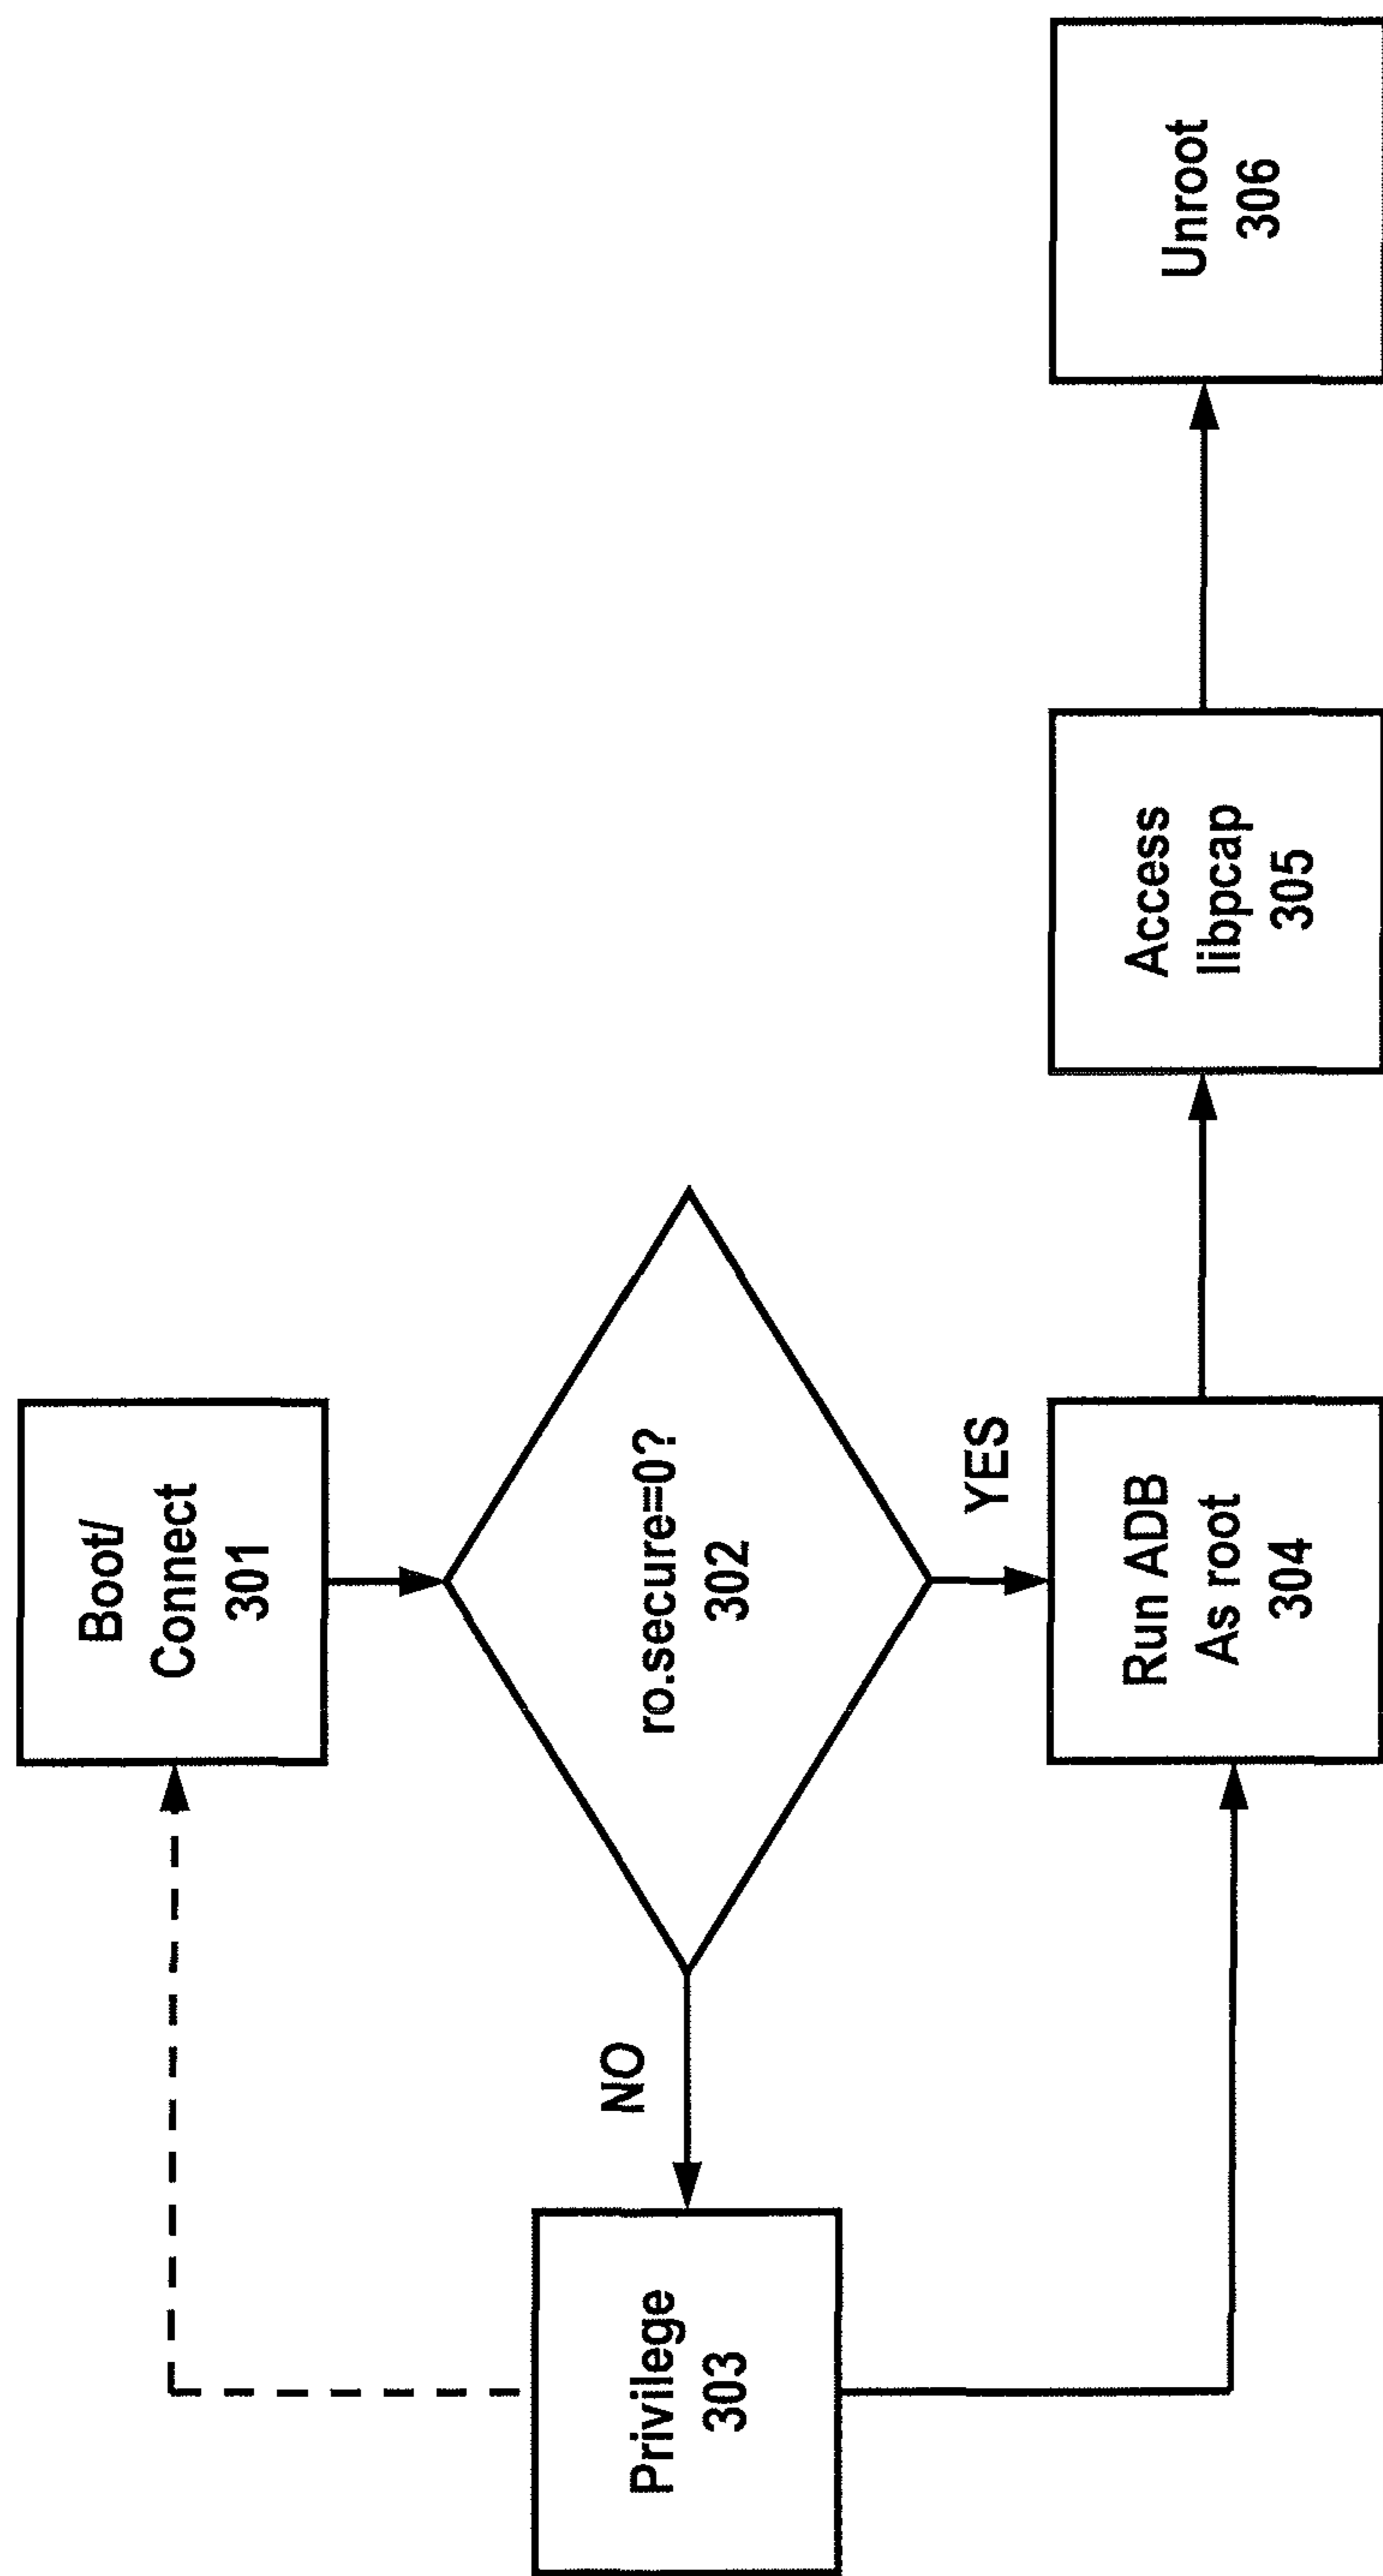 Boot/
Connect
301
ro.secure=0?
302
NO
YES
Privilege
303
Run ADB
As root
304
Access
libpcap
305
Unroot
306